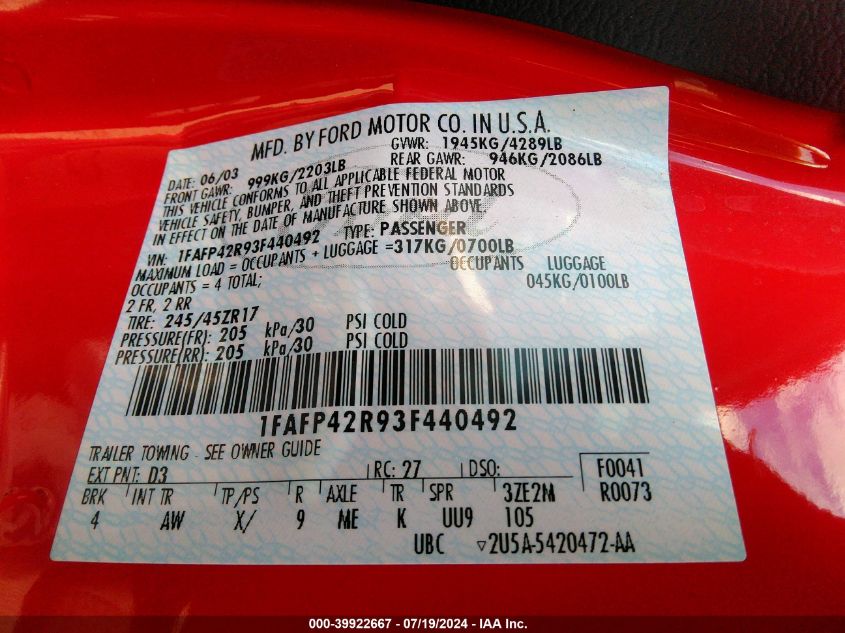 MFD. BY FORD MOTOR CO. IN U.S.A.
DATE: 06/03 GVWR: 1945KG/4289LB
FRONT GAWR: 999KG/2203LB REAR GAWR: 946KG/2086LB
THIS VEHICLE CONFORMS TO ALL APPLICABLE FEDERAL MOTOR
VEHICLE SAFETY, BUMPER, AND THEFT PREVENTION STANDARDS
IN EFFECT ON THE DATE OF MANUFACTURE SHOWN ABOVE.
VIN: 1FAFP42R93F440492 TYPE: PASSENGER
MAXIMUM LOAD = OCCUPANTS + LUGGAGE =317KG/0700LB
OCCUPANTS = 4 TOTAL; OCCUPANTS LUGGAGE
2 FR, 2 RR 045KG/0100LB
TIRE: 245/45ZR17
PRESSURE(FR): 205 kPa/30 PSI COLD
PRESSURE(RR): 205 kPa/30 PSI COLD
1FAFP42R93F440492
TRAILER TOWING - SEE OWNER GUIDE
EXT PNT: D3 RC: 27 DSO: F0041
BRK INT TR TP/PS R AXLE TR SPR 3ZE2M R0073
4 AW X/ 9 ME K UU9 105
UBC ▽2U5A-5420472-AA
000-39922667 - 07/19/2024 - IAA Inc.